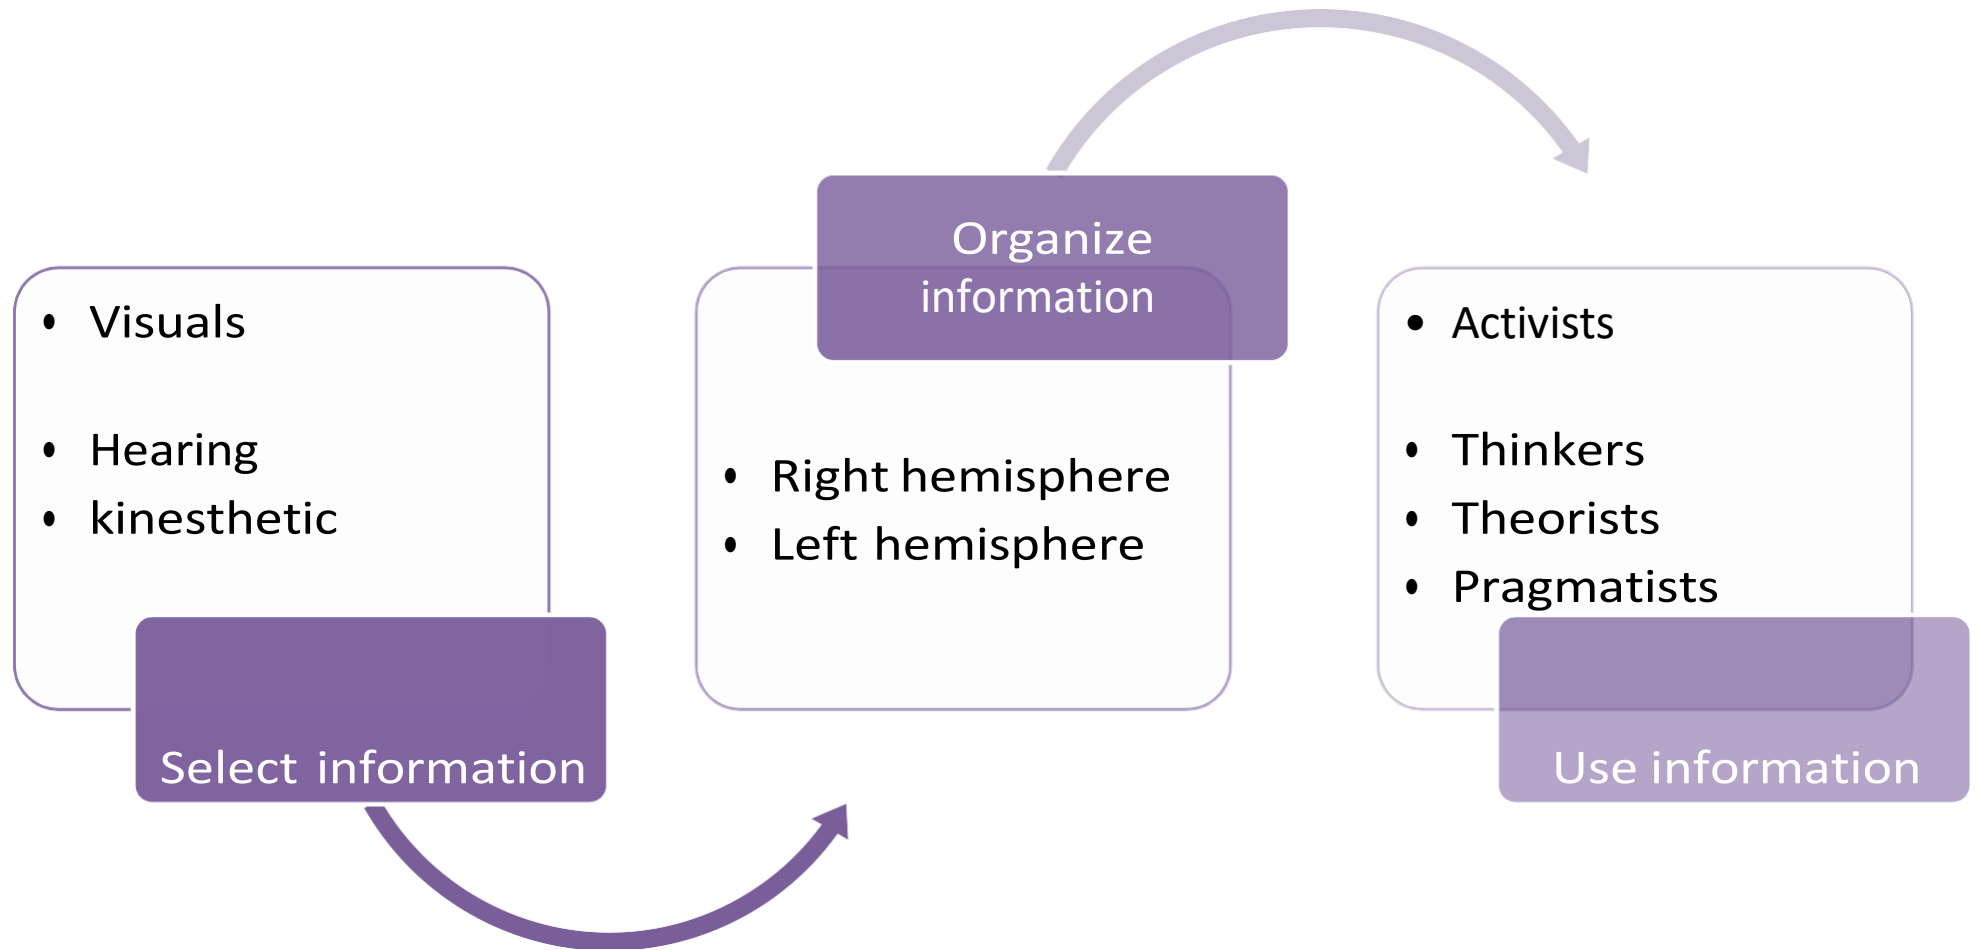 • Visuals
• Hearing
• kinesthetic
Select information
Organize
information
• Right hemisphere
• Left hemisphere
• Activists
• Thinkers
• Theorists
• Pragmatists
Use information